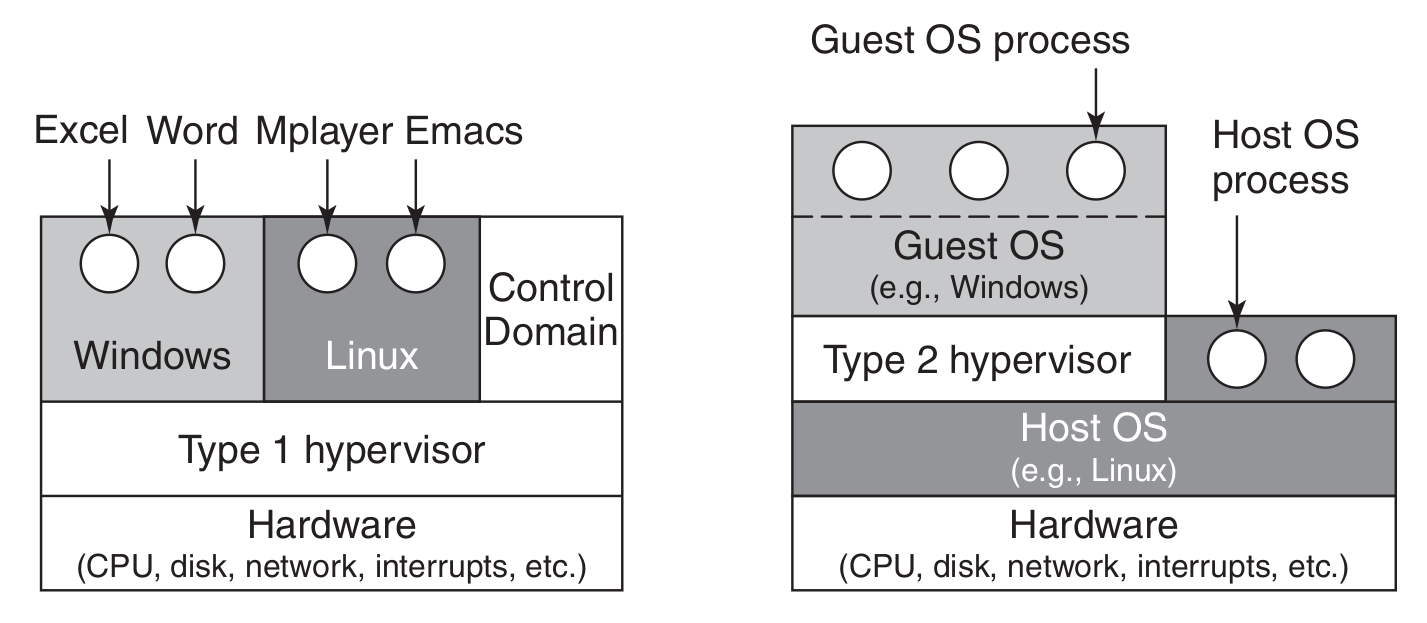 Excel Word Mplayer Emacs
Windows
Linux
Control
Domain
Type 1 hypervisor
Hardware
(CPU, disk, network, interrupts, etc.)
Guest OS process
Host OS
process
Guest OS
(e.g., Windows)
Type 2 hypervisor
Host OS
(e.g., Linux)
Hardware
(CPU, disk, network, interrupts, etc.)